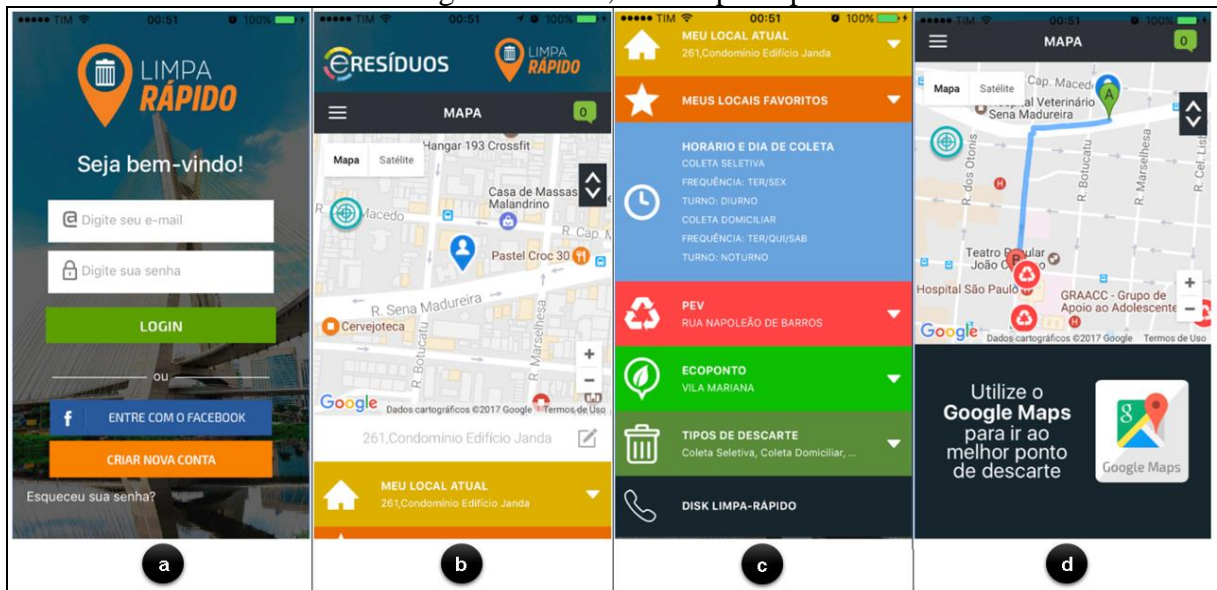 TIM 00:51 100%
LIMPA
RÁPIDO
Seja bem-vindo!
Digite seu e-mail
Digite sua senha
LOGIN
ou
f ENTRE COM O FACEBOOK
CRIAR NOVA CONTA
Esqueceu sua senha?
a
TIM 00:51 100%
eRESÍDUOS
LIMPA
RÁPIDO
MAPA 0
Mapa Satélite
Hangar 193 Crossfit
Casa de Massas
Malandrino
Macedo
R. Cap. M
Pastel Croc 30
R. Sena Madureira
Cervejoteca
R. Botucatu
R. Marselhesa
+
−
Google Dados cartográficos ©2017 Google Termos de Uso
261,Condomínio Edifício Janda
MEU LOCAL ATUAL
261,Condomínio Edifício Janda
b
TIM 00:51 100%
MEU LOCAL ATUAL
261,Condomínio Edifício Janda
MEUS LOCAIS FAVORITOS
HORÁRIO E DIA DE COLETA
COLETA SELETIVA
FREQUÊNCIA: TER/SEX
TURNO: DIURNO
COLETA DOMICILIAR
FREQUÊNCIA: TER/QUI/SAB
TURNO: NOTURNO
PEV
RUA NAPOLEÃO DE BARROS
ECOPONTO
VILA MARIANA
TIPOS DE DESCARTE
Coleta Seletiva, Coleta Domiciliar, ...
DISK LIMPA-RÁPIDO
c
TIM 00:51 100%
MAPA 0
Mapa Satélite
Cap. Macedo
Veterinário
Sena Madureira
A
R. dos Otonis
R. Botucatu
R. Marselhesa
R. Cel. Lisb
H
Teatro Popular
João
B
Hospital São Paulo
GRAACC - Grupo de
Apoio ao Adolescente
H
+
−
Google Dados cartográficos ©2017 Google Termos de Uso
Utilize o
Google Maps
para ir ao
melhor ponto
de descarte
g
Google Maps
d